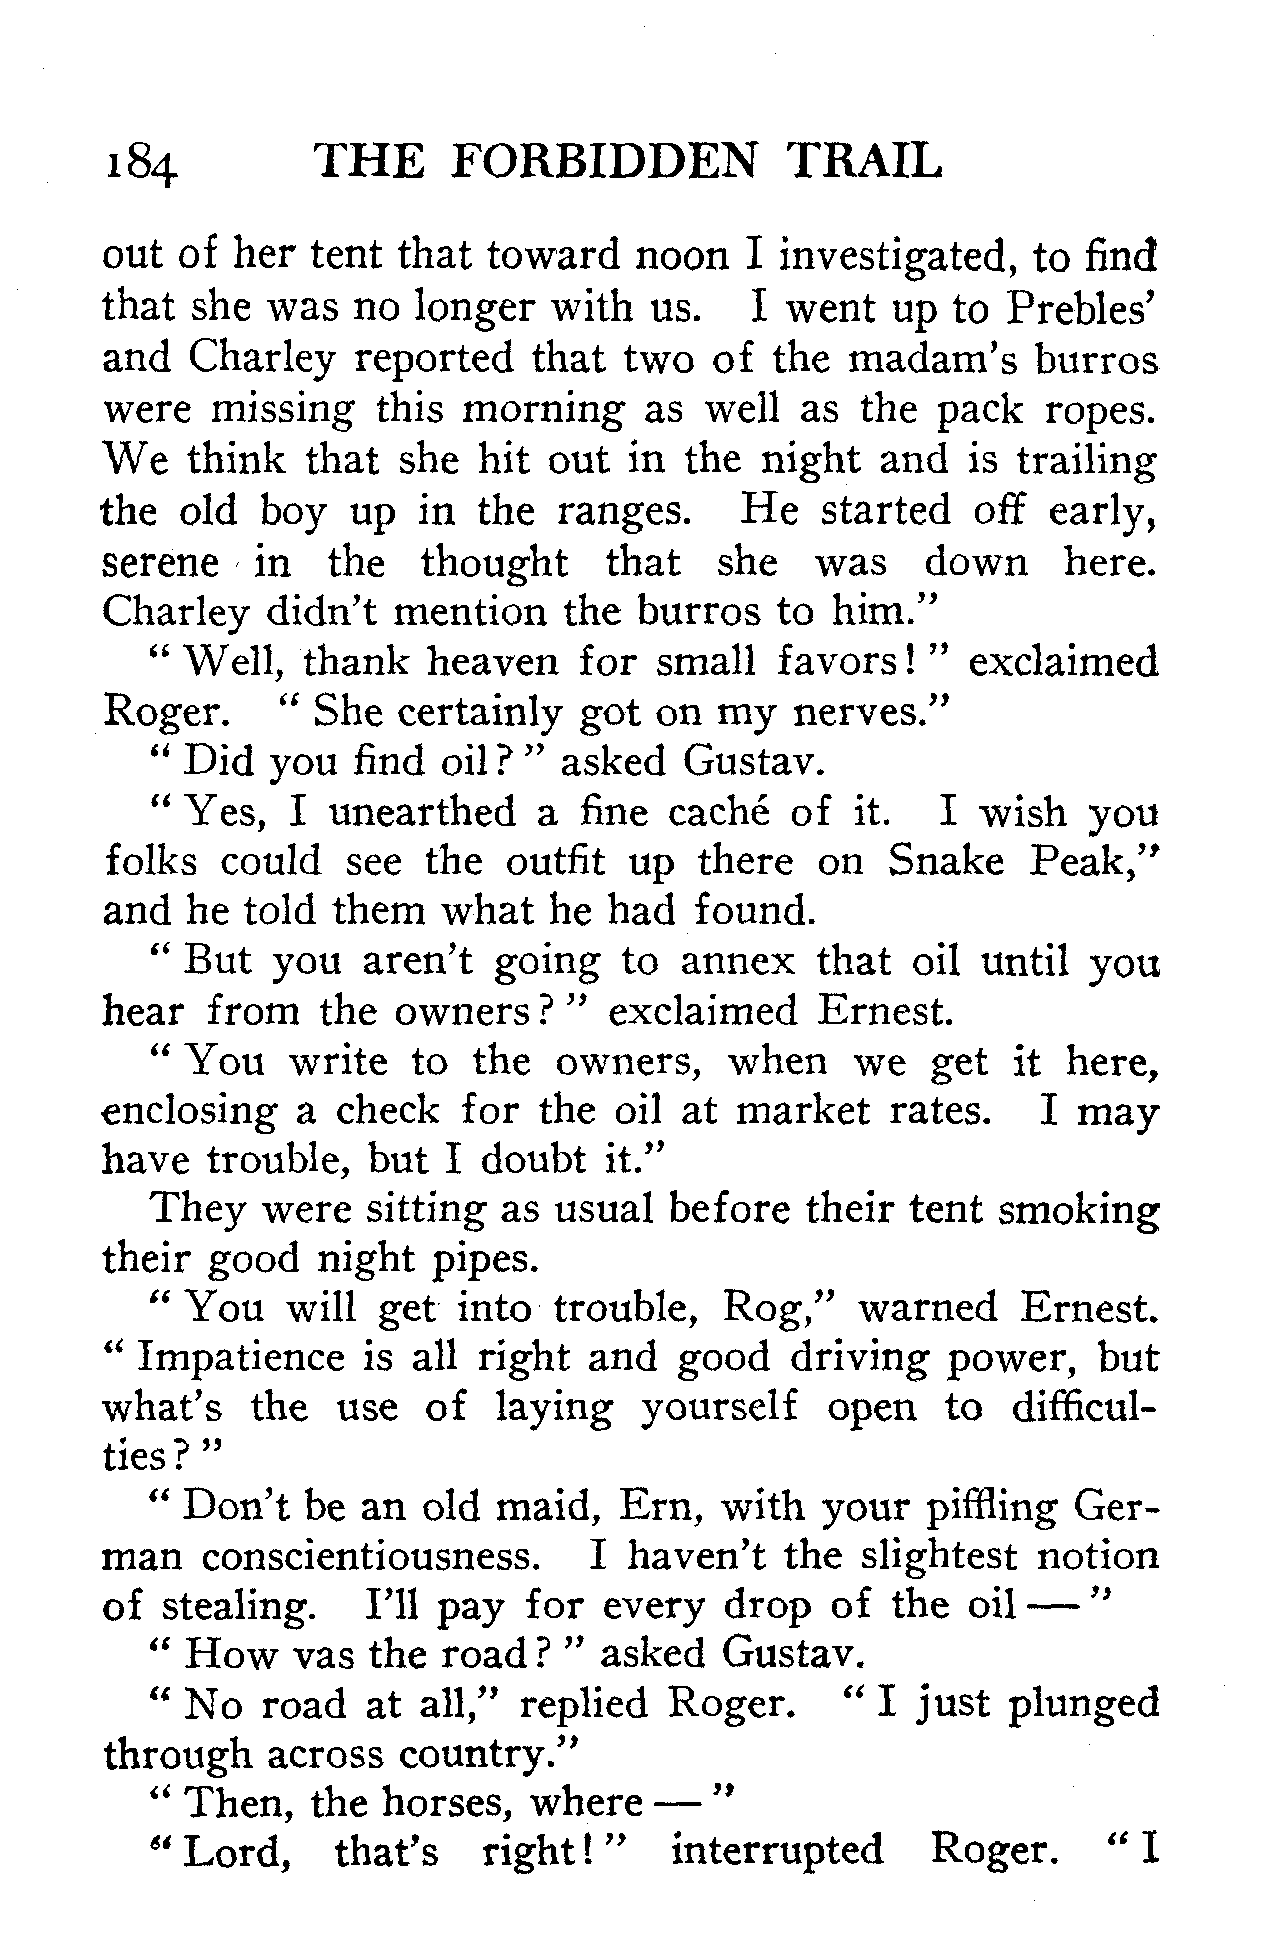 184 THE FORBIDDEN TRAIL
out of her tent that toward noon I investigated, to find
that she was no longer with us. I went up to Prebles’
and Charley reported that two of the madam’s burros
were missing this morning as well as the pack ropes.
We think that she hit out in the night and is trailing
the old boy up in the ranges. He started off early,
serene in the thought that she was down here.
Charley didn’t mention the burros to him.”
“ Well, thank heaven for small favors! ” exclaimed
Roger. “ She certainly got on my nerves.”
“ Did you find oil? ” asked Gustav.
“ Yes, I unearthed a fine caché of it. I wish you
folks could see the outfit up there on Snake Peak,”
and he told them what he had found.
“ But you aren’t going to annex that oil until you
hear from the owners? ” exclaimed Ernest.
“ You write to the owners, when we get it here,
enclosing a check for the oil at market rates. I may
have trouble, but I doubt it.”
They were sitting as usual before their tent smoking
their good night pipes.
“ You will get into trouble, Rog,” warned Ernest.
“ Impatience is all right and good driving power, but
what’s the use of laying yourself open to difficul-
ties? ”
“ Don’t be an old maid, Ern, with your piffling Ger-
man conscientiousness. I haven’t the slightest notion
of stealing. I’ll pay for every drop of the oil — ”
“ How vas the road? ” asked Gustav.
“ No road at all,” replied Roger. “ I just plunged
through across country.”
“ Then, the horses, where — ”
“ Lord, that’s right! ” interrupted Roger. “ I